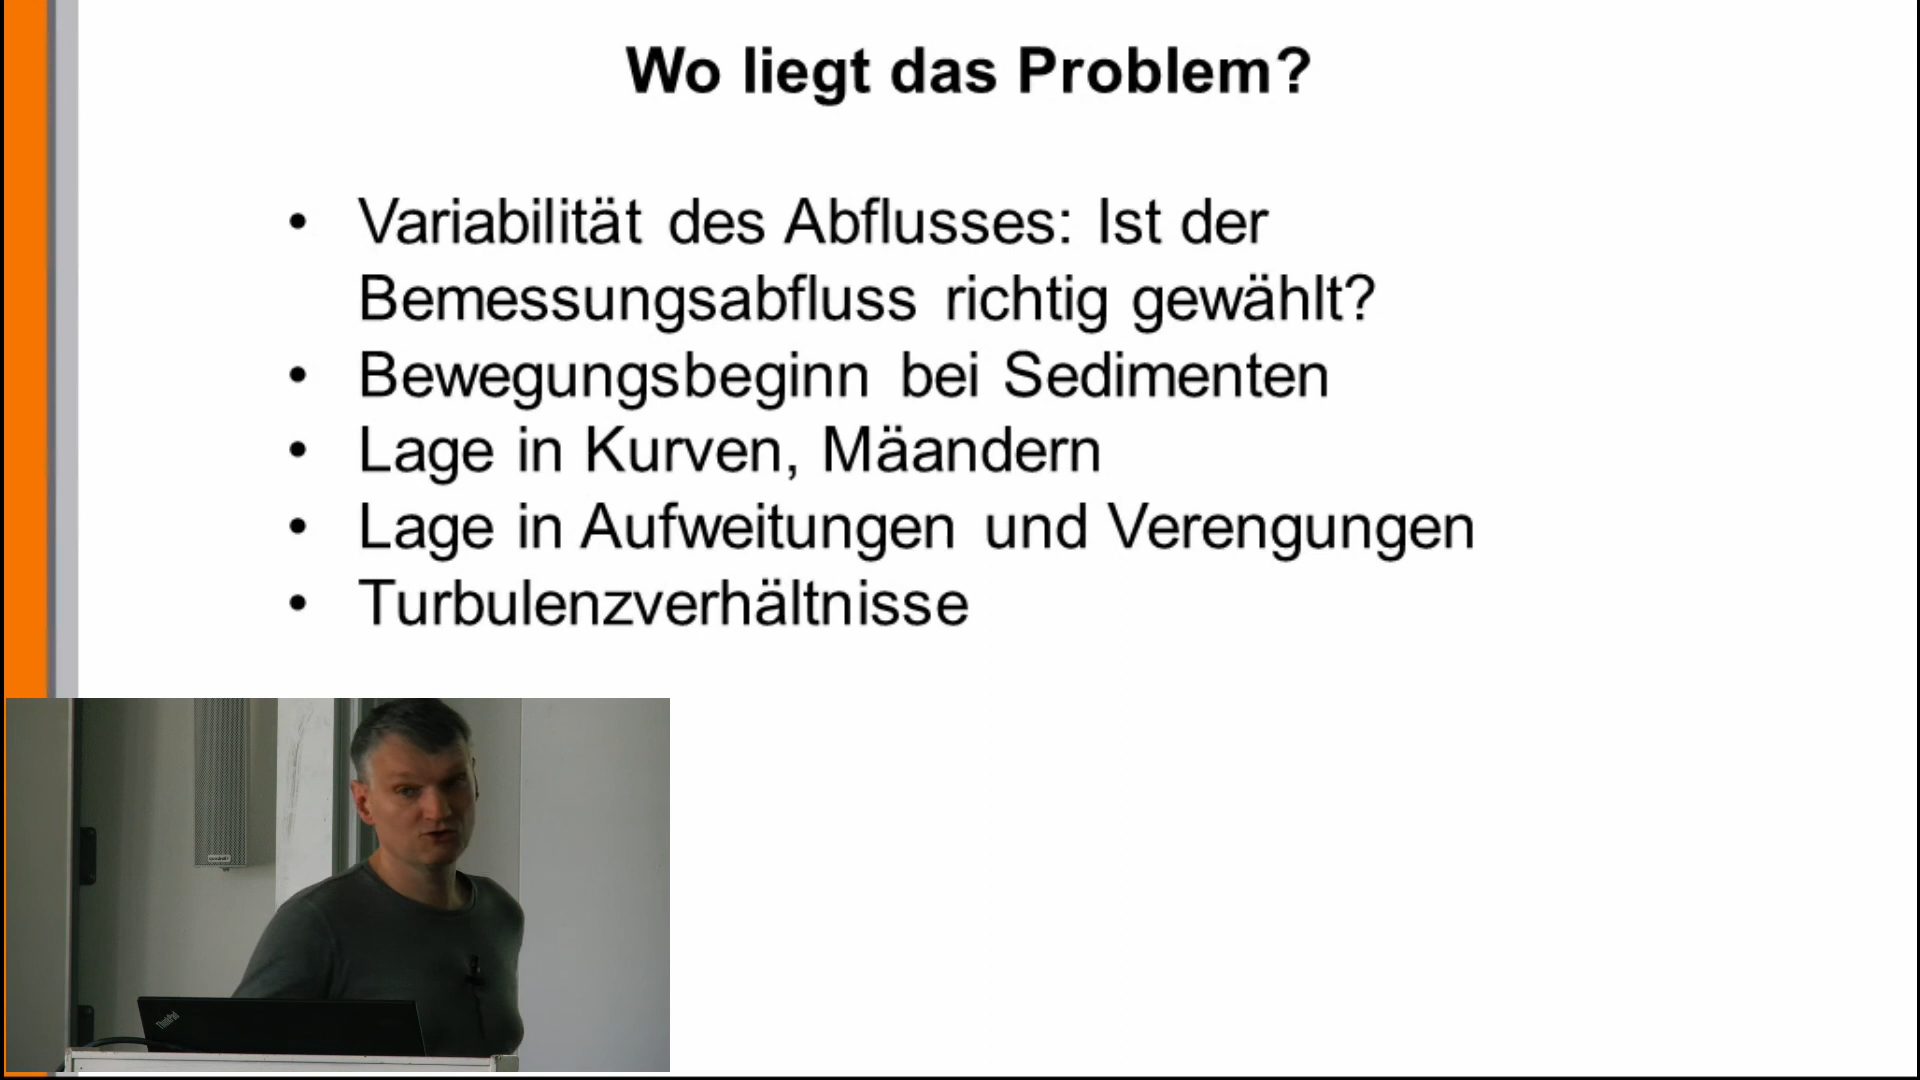 Wo liegt das Problem?
• Variabilität des Abflusses: Ist der
Bemessungsabfluss richtig gewählt?
• Bewegungsbeginn bei Sedimenten
• Lage in Kurven, Mäandern
• Lage in Aufweitungen und Verengungen
• Turbulenzverhältnisse
ThinkPad